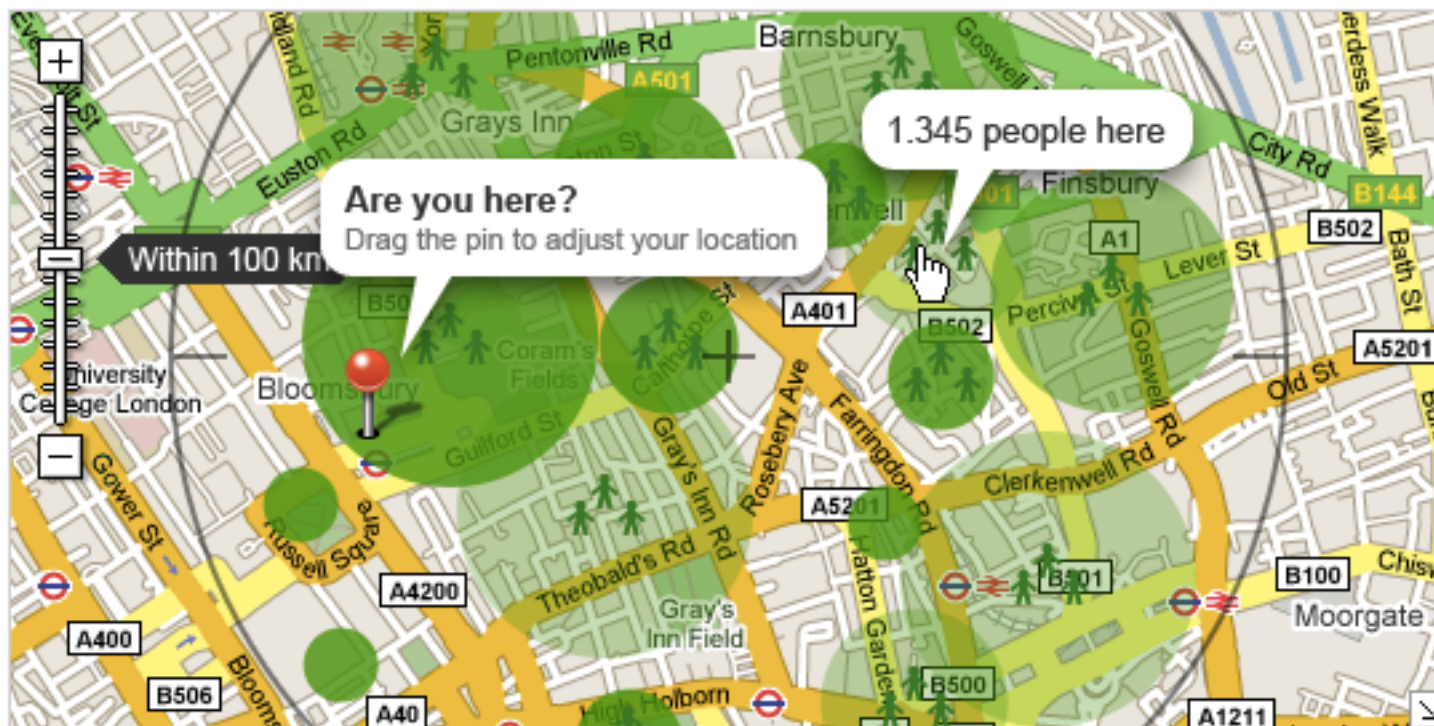 Barnsbury
Pentonville Rd
Goswell
A501
Grays Inn
1.345 people here
Euston Rd
City Rd
Finsbury
B144
Are you here?
Drag the pin to adjust your location
B502
A1
Lever St
Bath St
Within 100 km
A401
Percival St
B502
A5201
Coram's
Fields
Calthorpe St
University
College London
Bloomsbury
Old St
Guilford St
Gray's Inn Rd
Rosebery Ave
Farringdon Rd
Goswell Rd
Clerkenwell Rd
Gower St
A5201
Russell Square
Theobald's Rd
Hatton Garden
B100
A4200
Gray's
Inn Field
Moorgate
A400
B506
High Holborn
B500
A40
A1211